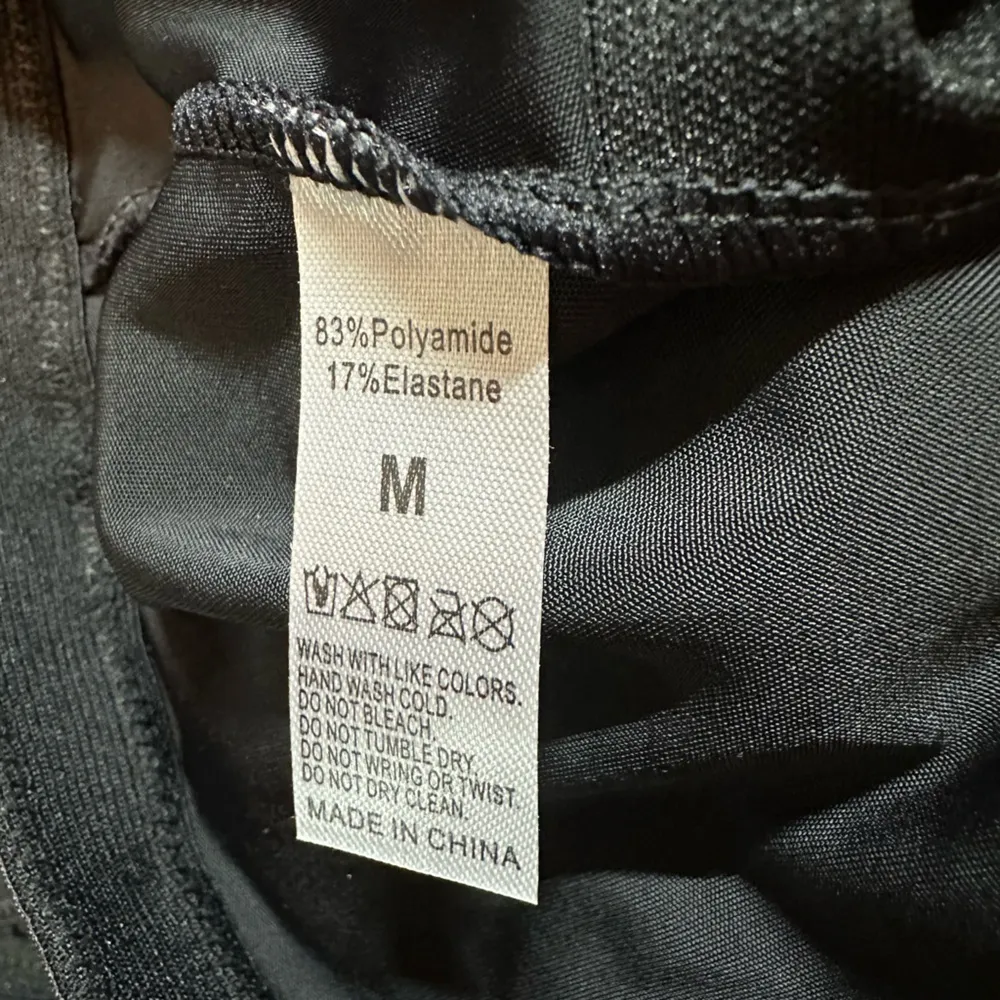 83%Polyamide
17%Elastane
M
WASH WITH LIKE COLORS.
HAND WASH COLD.
DO NOT BLEACH.
DO NOT TUMBLE DRY.
DO NOT WRING OR TWIST.
DO NOT DRY CLEAN.
MADE IN CHINA